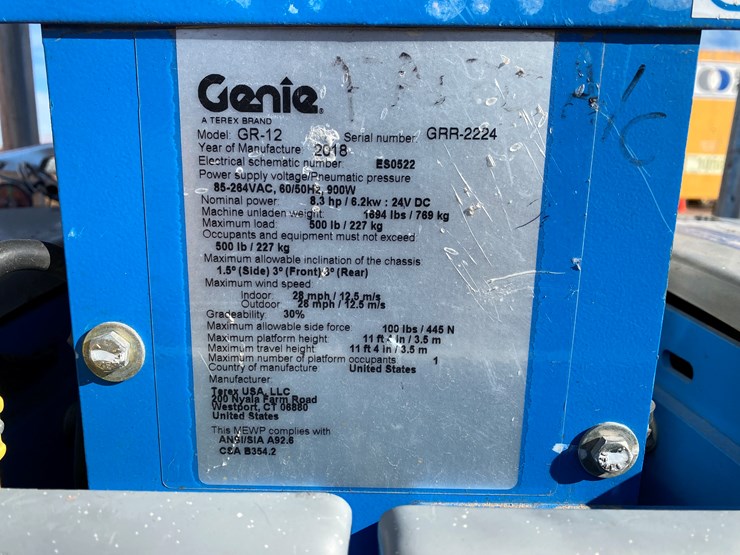 Genie.
A TEREX BRAND
Model: GR-12 Serial number: GRR-2224
Year of Manufacture: 2018
Electrical schematic number: ES0522
Power supply voltage/Pneumatic pressure
85-264VAC, 60/50Hz, 900W
Nominal power: 8.3 hp / 6.2kw : 24V DC
Machine unladen weight: 1694 lbs / 769 kg
Maximum load: 500 lb / 227 kg
Occupants and equipment must not exceed
500 lb / 227 kg
Maximum allowable inclination of the chassis
1.5º (Side) 3º (Front) 3º (Rear)
Maximum wind speed
Indoor: 28 mph / 12.5 m/s
Outdoor: 28 mph / 12.5 m/s
Gradeability: 30%
Maximum allowable side force: 100 lbs / 445 N
Maximum platform height: 11 ft 4 in / 3.5 m
Maximum travel height: 11 ft 4 in / 3.5 m
Maximum number of platform occupants: 1
Country of manufacture: United States
Manufacturer:
Terex USA, LLC
200 Nyala Farm Road
Westport, CT 06880
United States
This MEWP complies with
ANSI/SIA A92.6
CSA B354.2